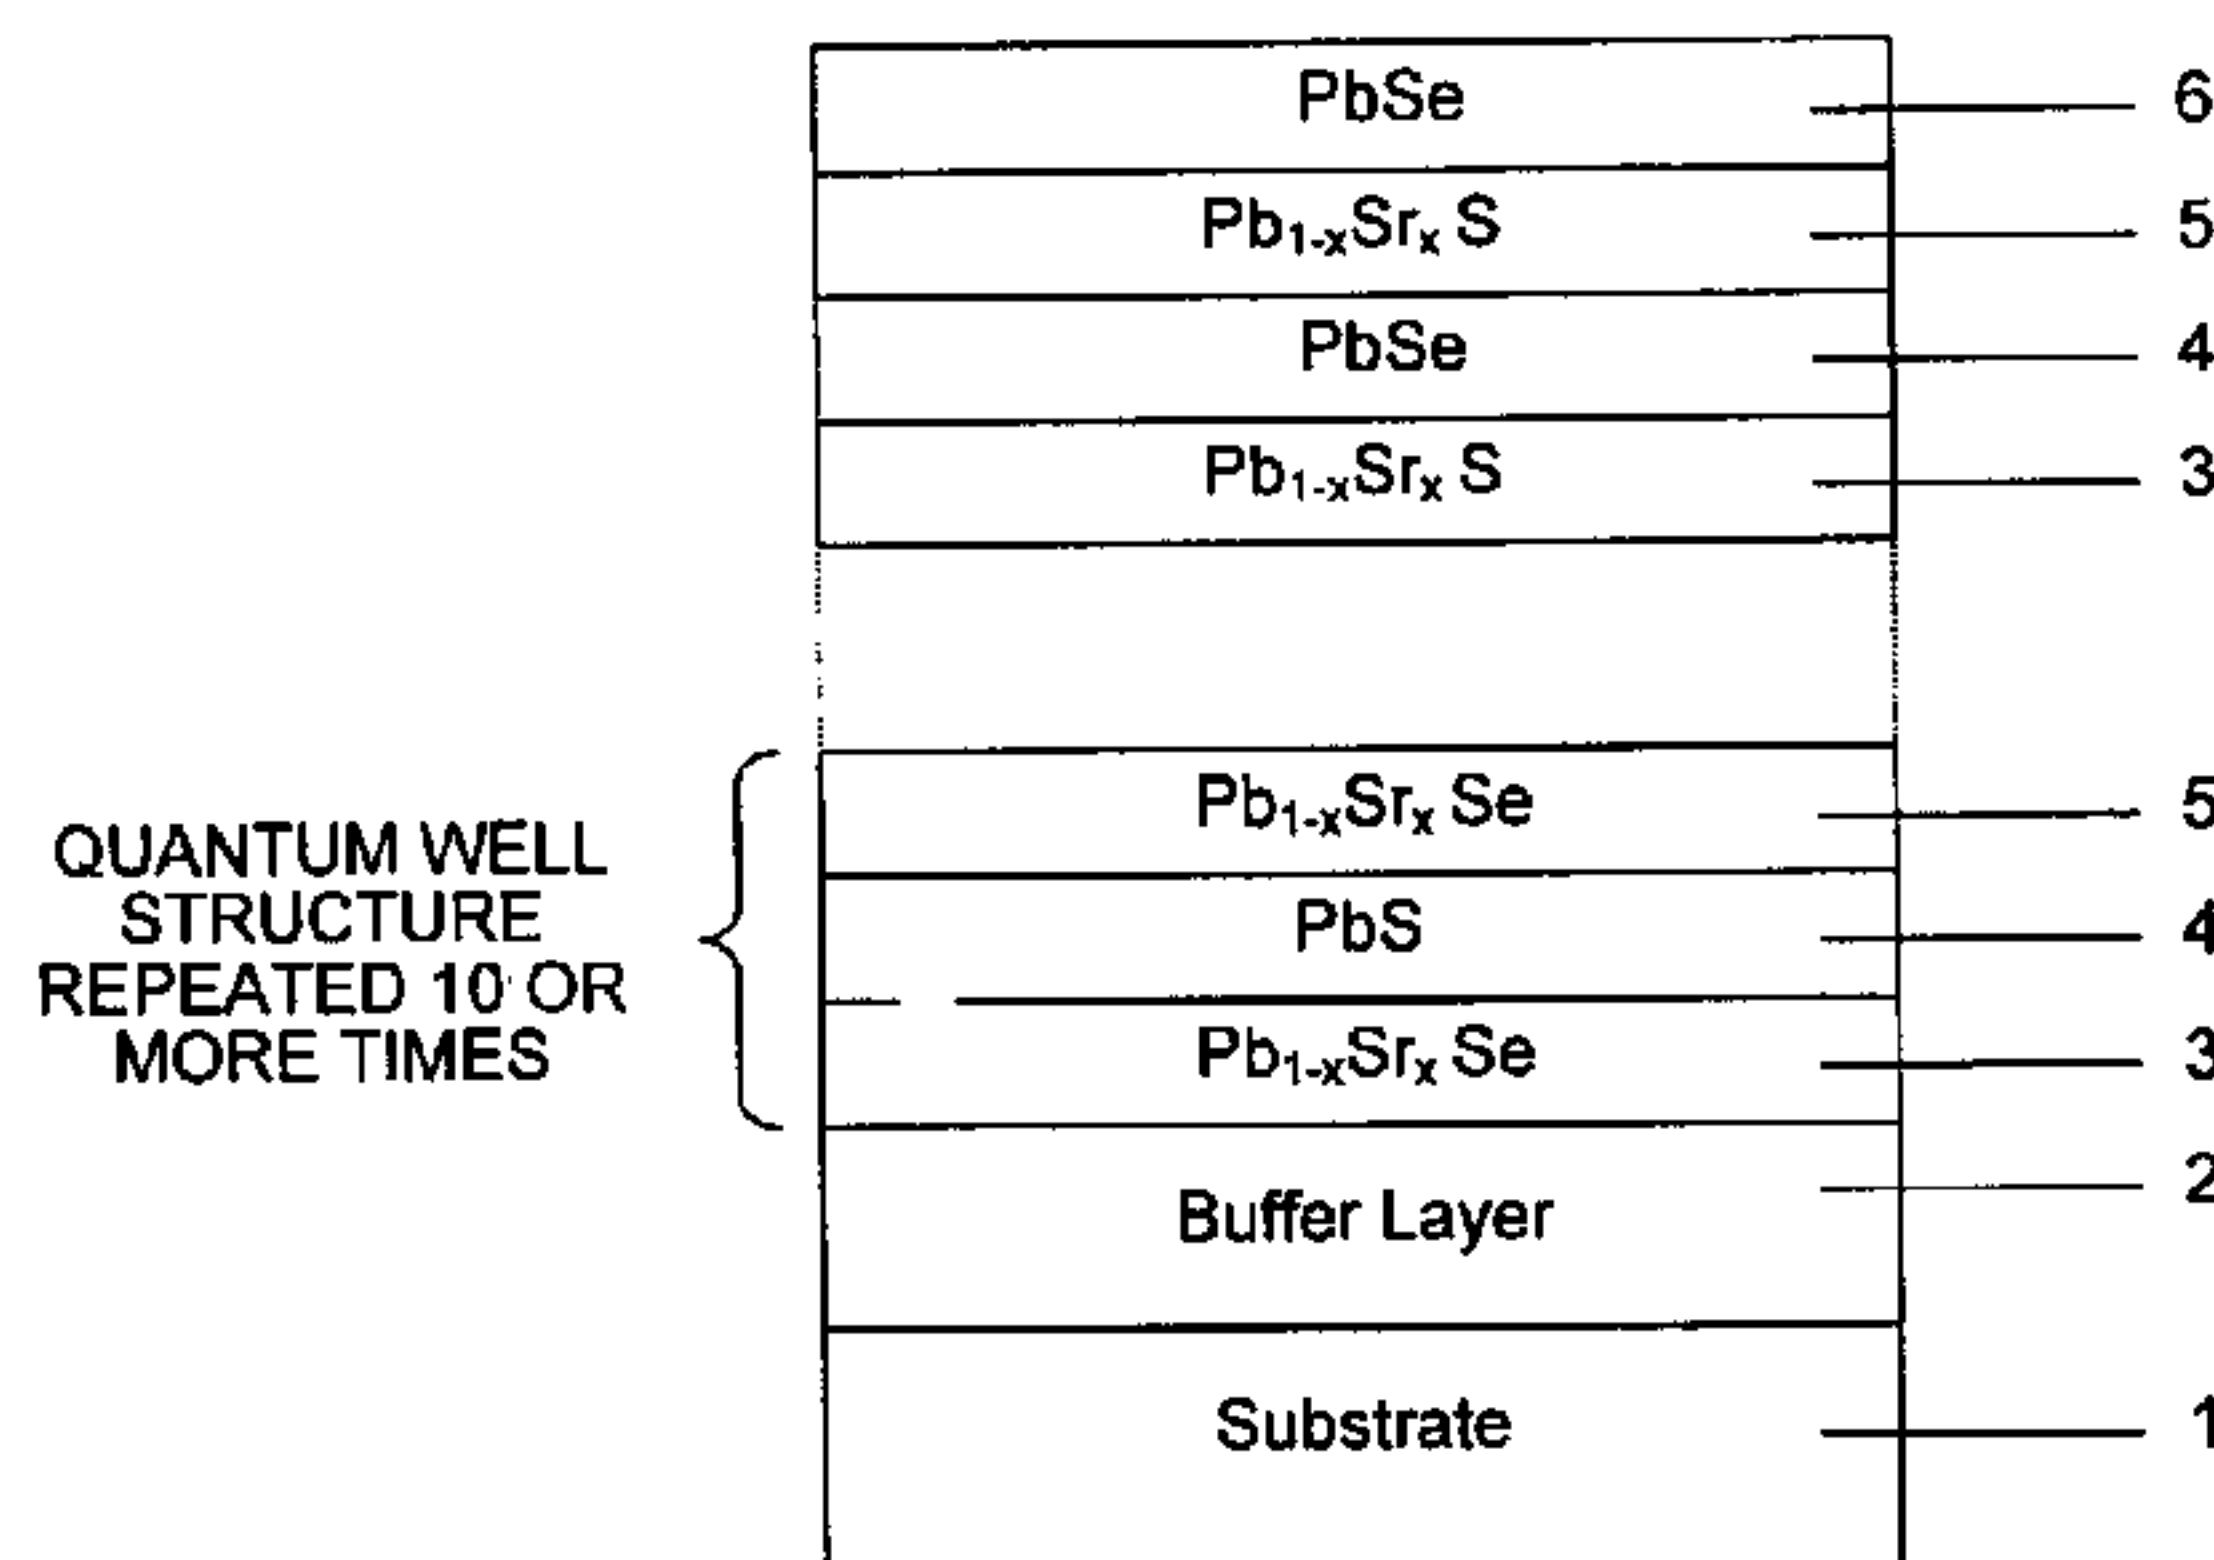 PbSe 6
Pb₁₋ₓSrₓ S 5
PbSe 4
Pb₁₋ₓSrₓ S 3
Pb₁₋ₓSrₓ Se 5
PbS 4
Pb₁₋ₓSrₓ Se 3
QUANTUM WELL
STRUCTURE
REPEATED 10 OR
MORE TIMES
Buffer Layer 2
Substrate 1